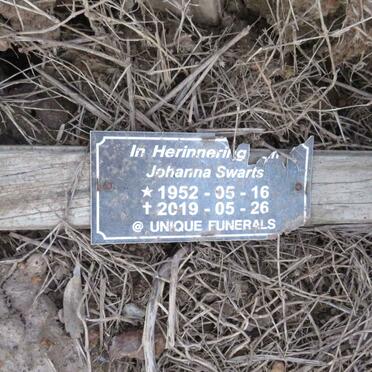 In Herinnering
Johanna Swarts
★ 1952 - 05 - 16
✝ 2019 - 05 - 26
@ UNIQUE FUNERALS